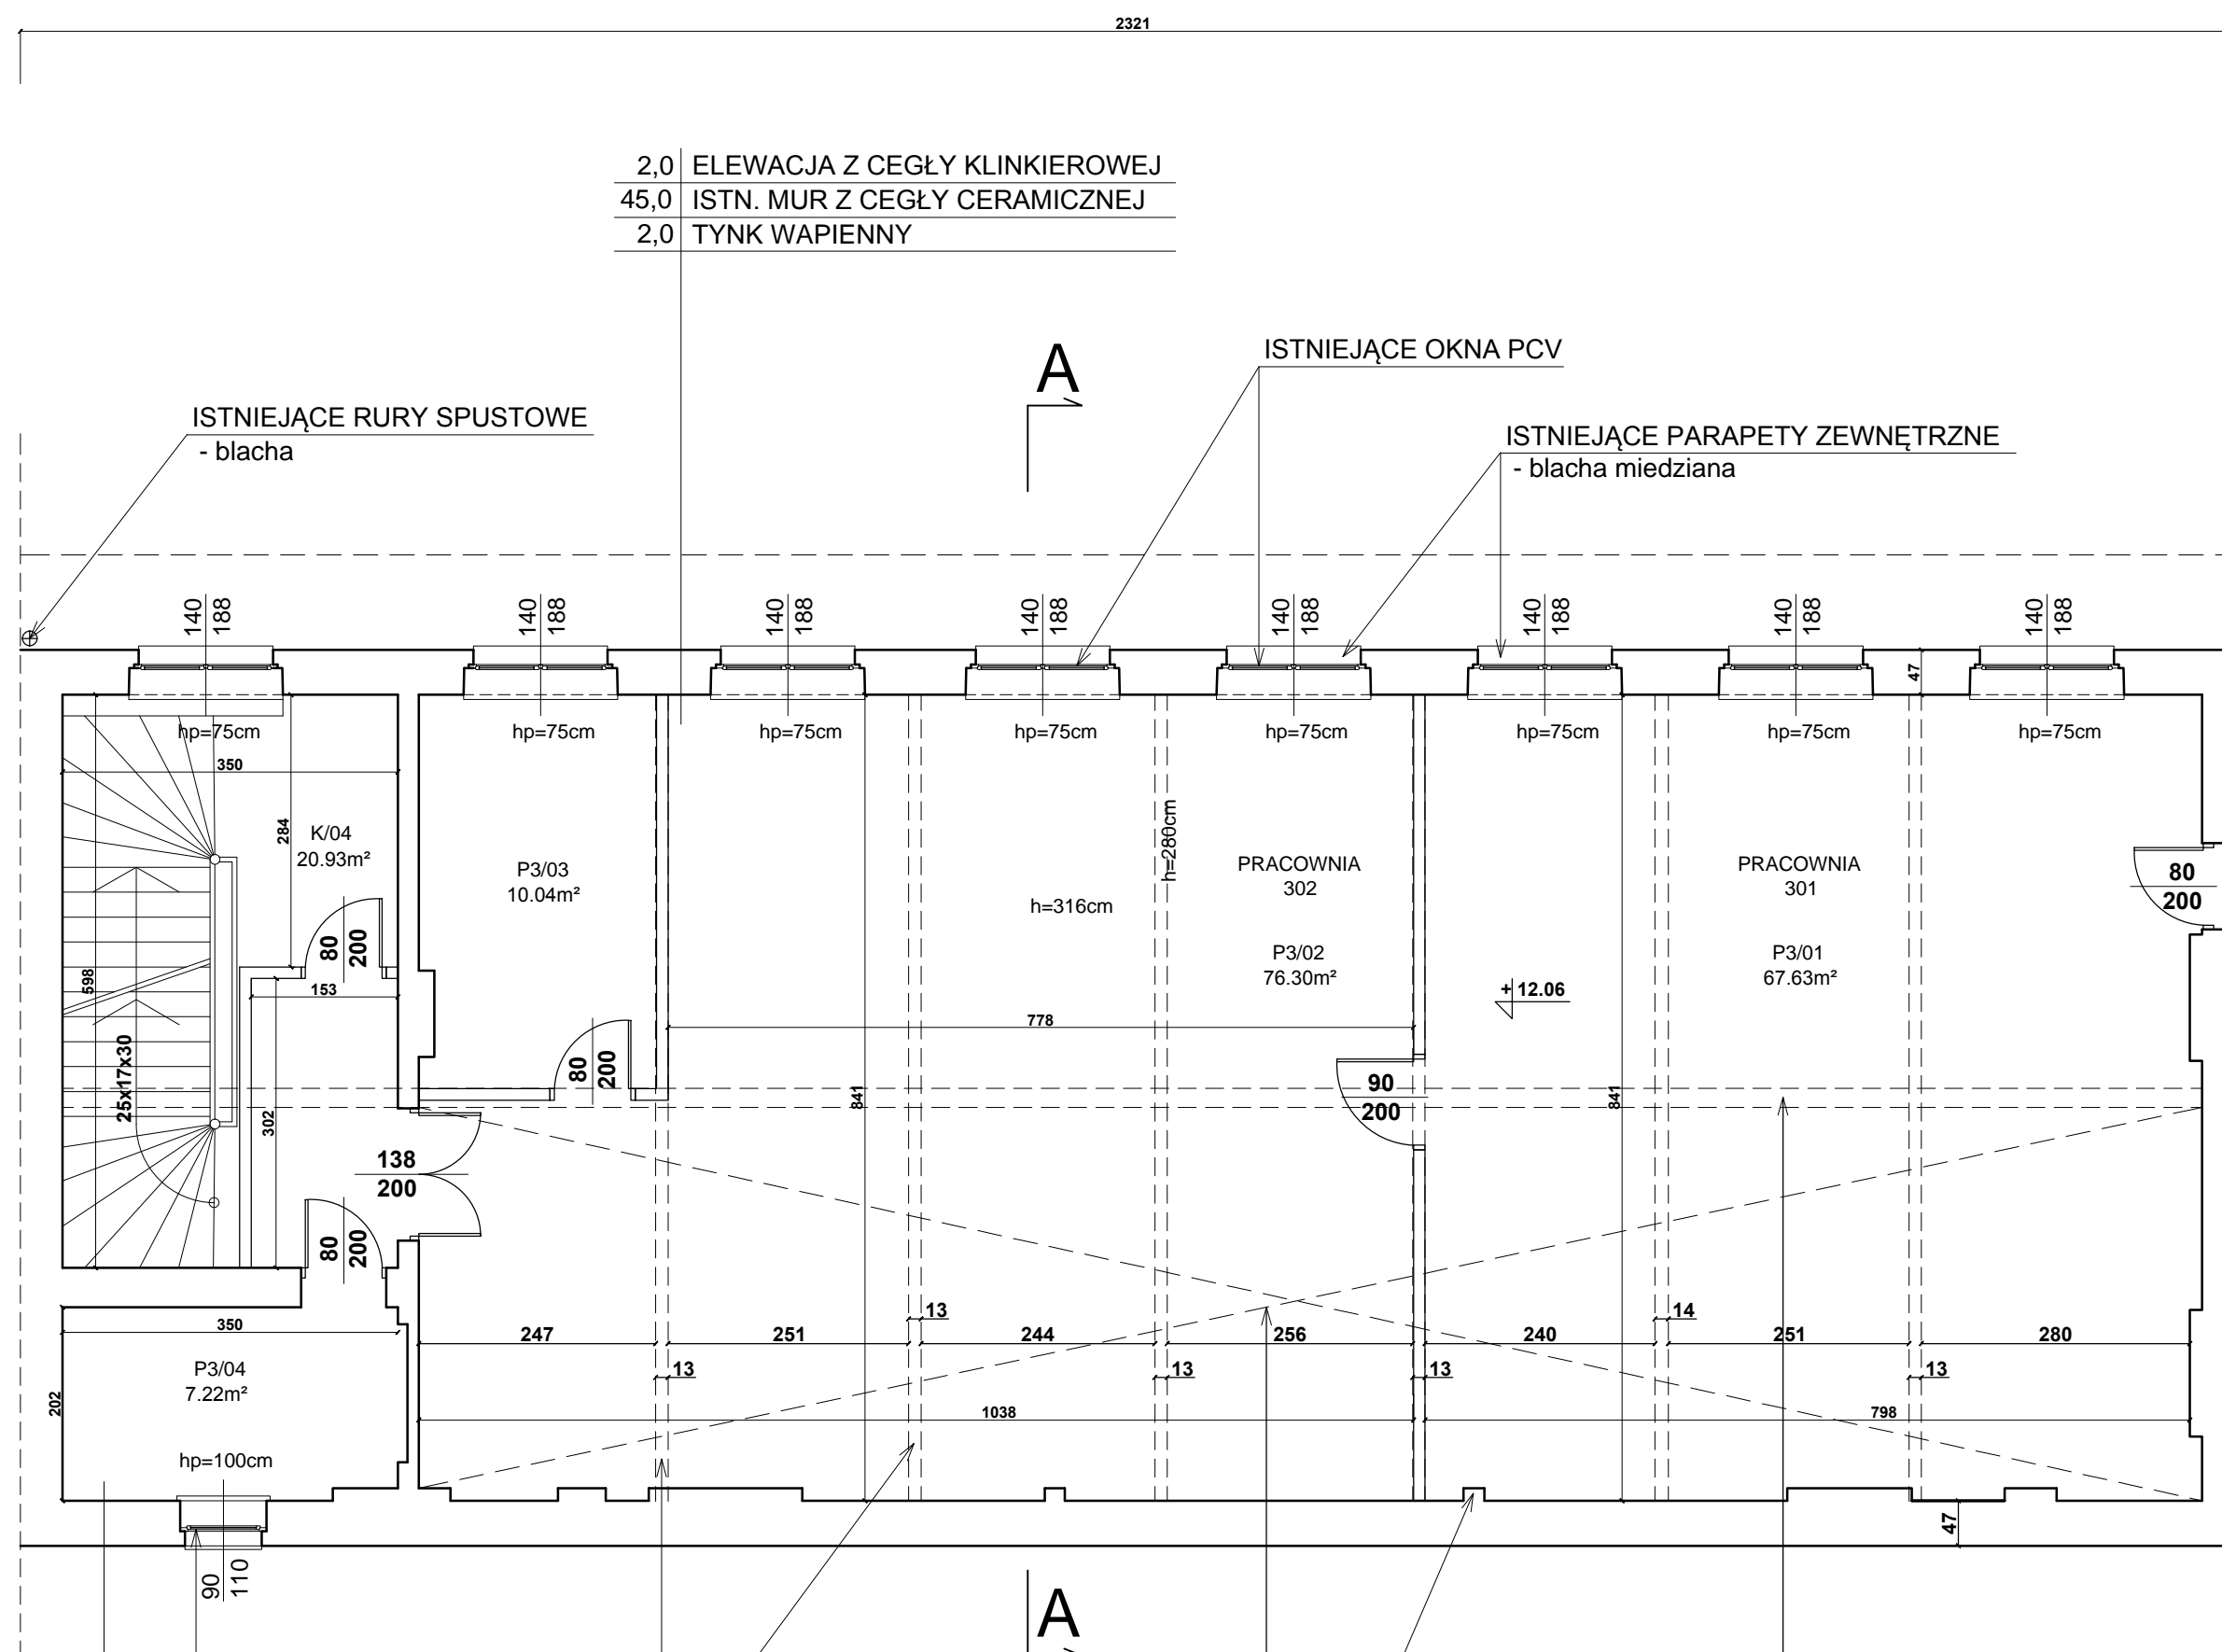 2321
2,0 ELEWACJA Z CEGŁY KLINKIEROWEJ
45,0 ISTN. MUR Z CEGŁY CERAMICZNEJ
2,0 TYNK WAPIENNY
A
ISTNIEJĄCE OKNA PCV
ISTNIEJĄCE RURY SPUSTOWE
- blacha
ISTNIEJĄCE PARAPETY ZEWNĘTRZNE
- blacha miedziana
140
188
140
188
140
188
140
188
140
188
140
188
140
188
140
188
47
hp=75cm
hp=75cm
hp=75cm
hp=75cm
hp=75cm
hp=75cm
hp=75cm
hp=75cm
350
284
K/04
20.93m²
P3/03
10.04m²
h=280cm
h=316cm
PRACOWNIA
302
P3/02
76.30m²
PRACOWNIA
301
P3/01
67.63m²
80
200
80
200
598
153
+ 12.06
778
25x17x30
302
80
200
841
90
200
841
138
200
80
200
350
P3/04
7.22m²
202
hp=100cm
13
14
247
251
244
256
240
251
280
13
13
13
13
1038
798
47
90
110
A